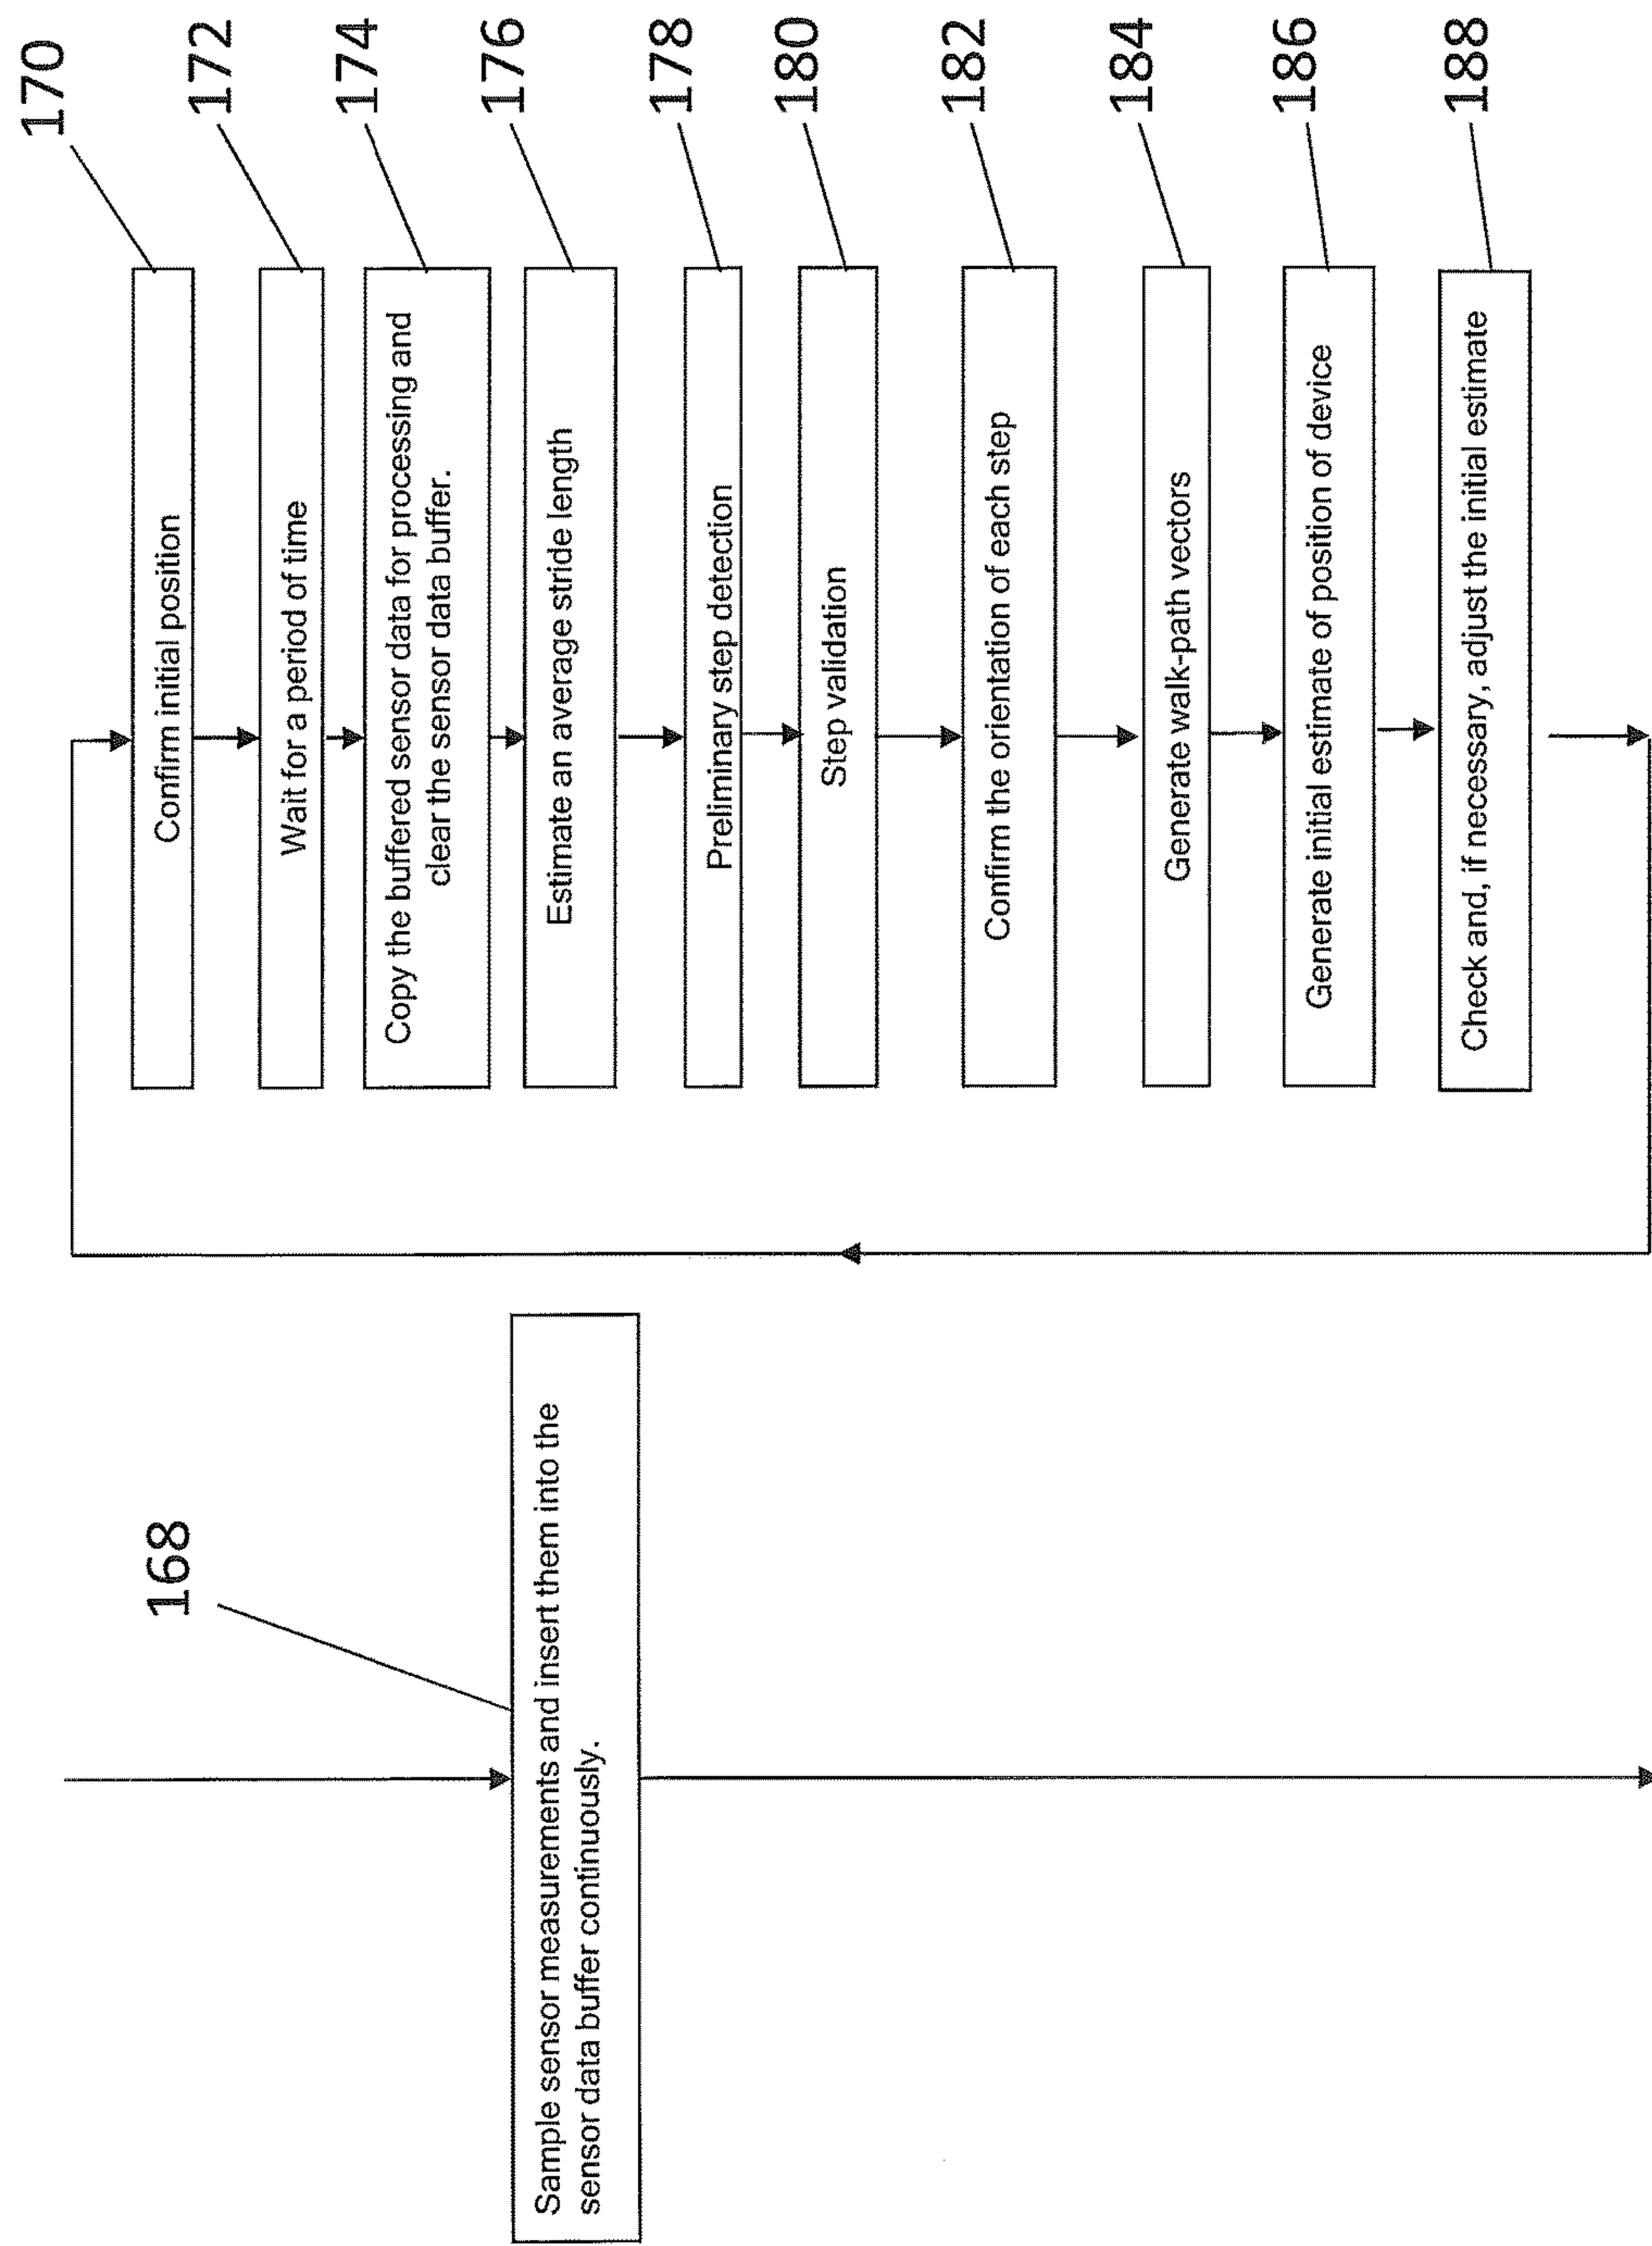 168
Sample sensor measurements and insert them into the
sensor data buffer continuously.
170
Confirm initial position
172
Wait for a period of time
174
Copy the buffered sensor data for processing and
clear the sensor data buffer.
176
Estimate an average stride length
178
Preliminary step detection
180
Step validation
182
Confirm the orientation of each step
184
Generate walk-path vectors
186
Generate initial estimate of position of device
188
Check and, if necessary, adjust the initial estimate